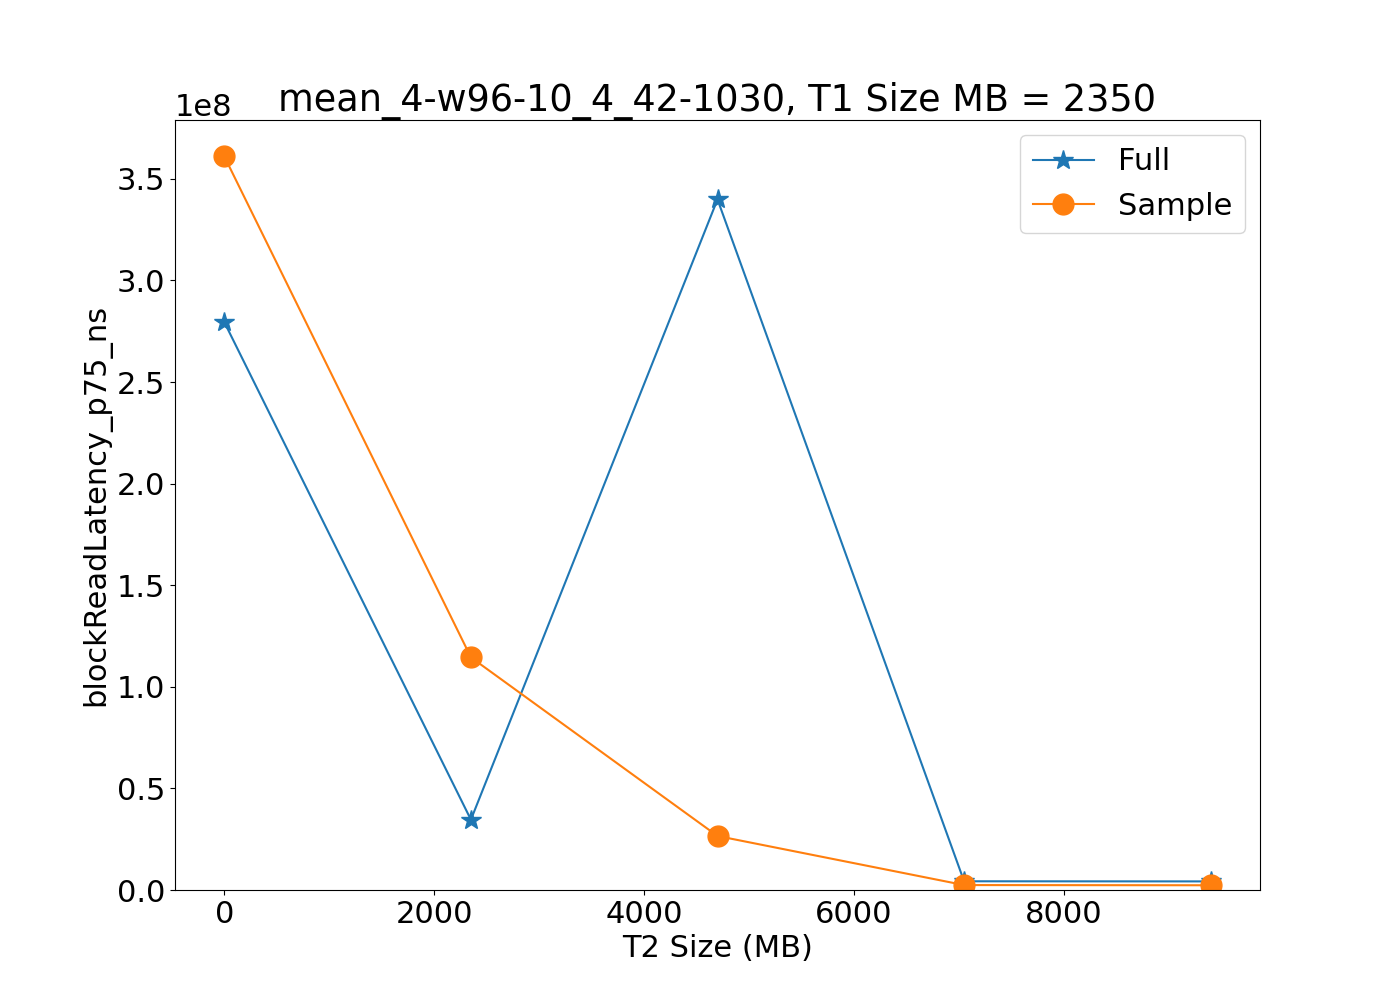 1e8
mean_4-w96-10_4_42-1030, T1 Size MB = 2350
Full
Sample
blockReadLatency_p75_ns
3.5
3.0
2.5
2.0
1.5
1.0
0.5
0.0
0 2000 4000 6000 8000
T2 Size (MB)